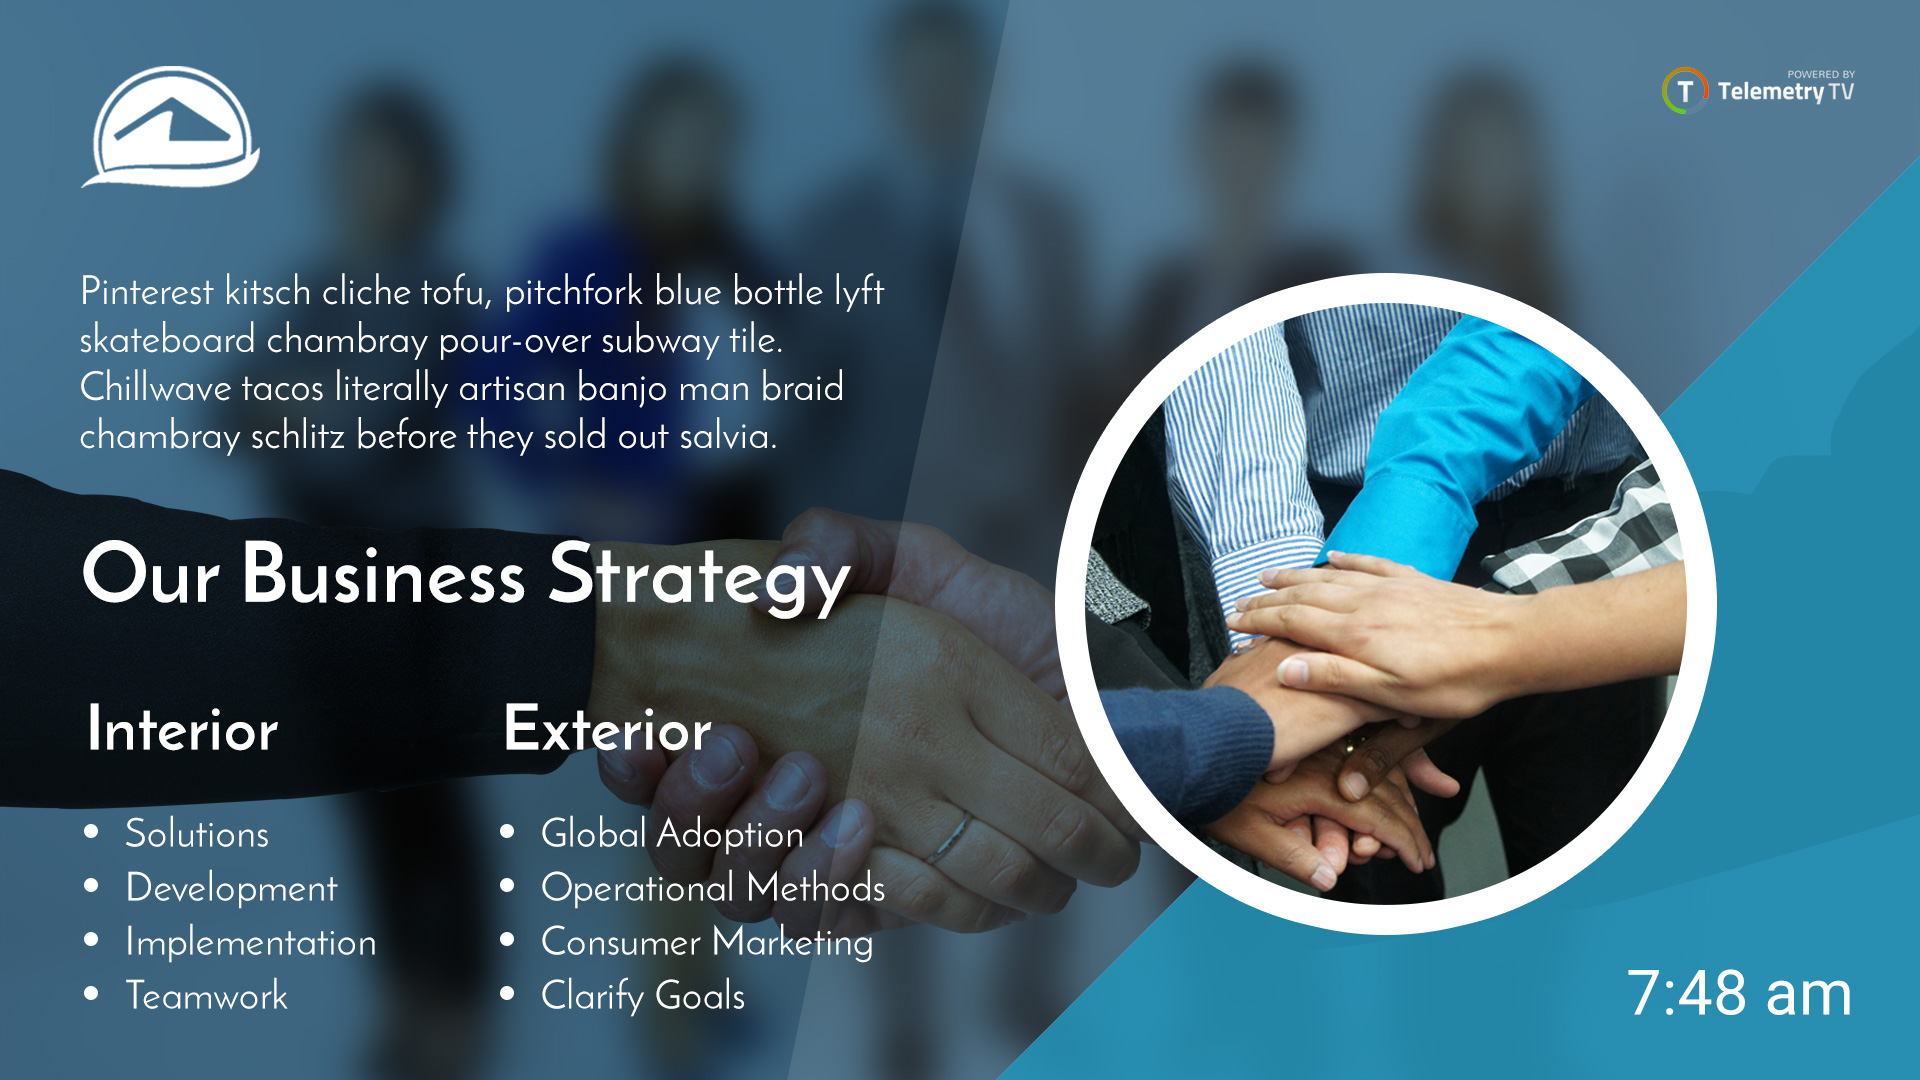 POWERED BY
T Telemetry TV
Pinterest kitsch cliche tofu, pitchfork blue bottle lyft
skateboard chambray pour-over subway tile.
Chillwave tacos literally artisan banjo man braid
chambray schlitz before they sold out salvia.
Our Business Strategy
Interior
• Solutions
• Development
• Implementation
• Teamwork
Exterior
• Global Adoption
• Operational Methods
• Consumer Marketing
• Clarify Goals
7:48 am